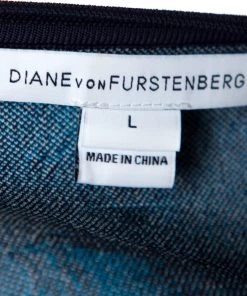 DIANE VON FURSTENBERG
L
MADE IN CHINA